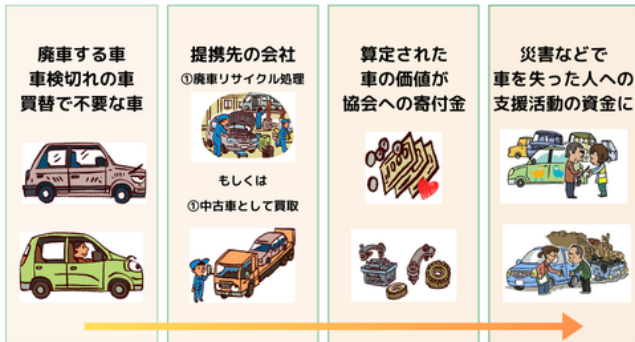 廃車する車
車検切れの車
買替で不要な車
提携先の会社
①廃車リサイクル処理
もしくは
①中古車として買取
算定された
車の価値が
協会への寄付金
災害などで
車を失った人への
支援活動の資金に